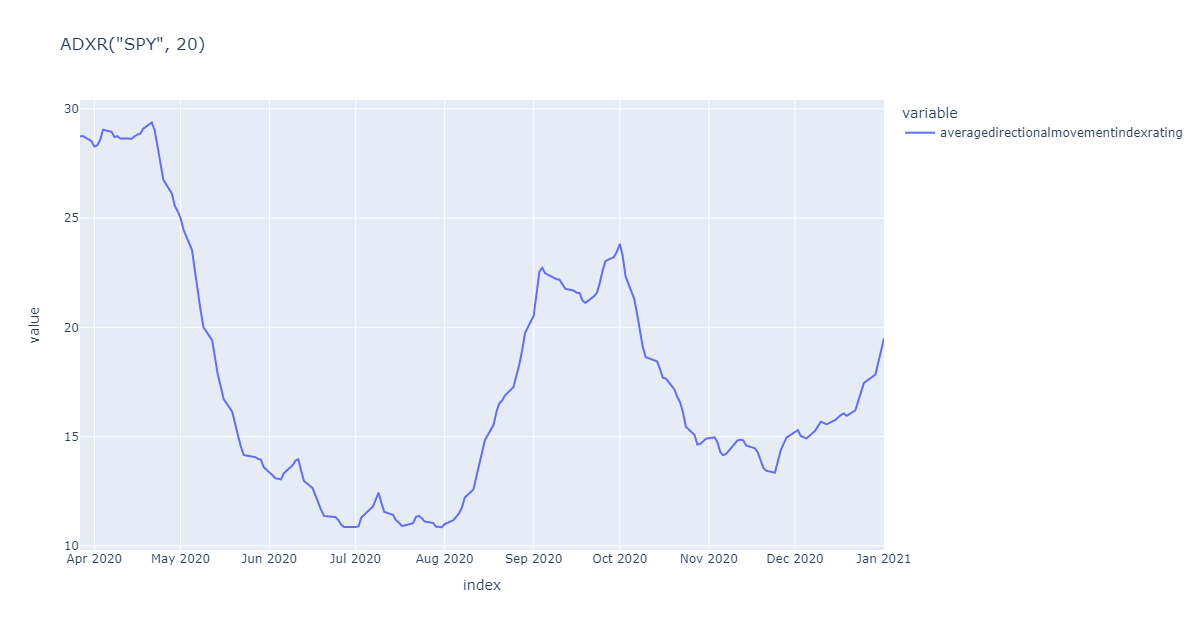 ADXR("SPY", 20)
variable
averagedirectionalmovementindexrating
30
25
20
15
10
value
Apr 2020
May 2020
Jun 2020
Jul 2020
Aug 2020
Sep 2020
Oct 2020
Nov 2020
Dec 2020
Jan 2021
index